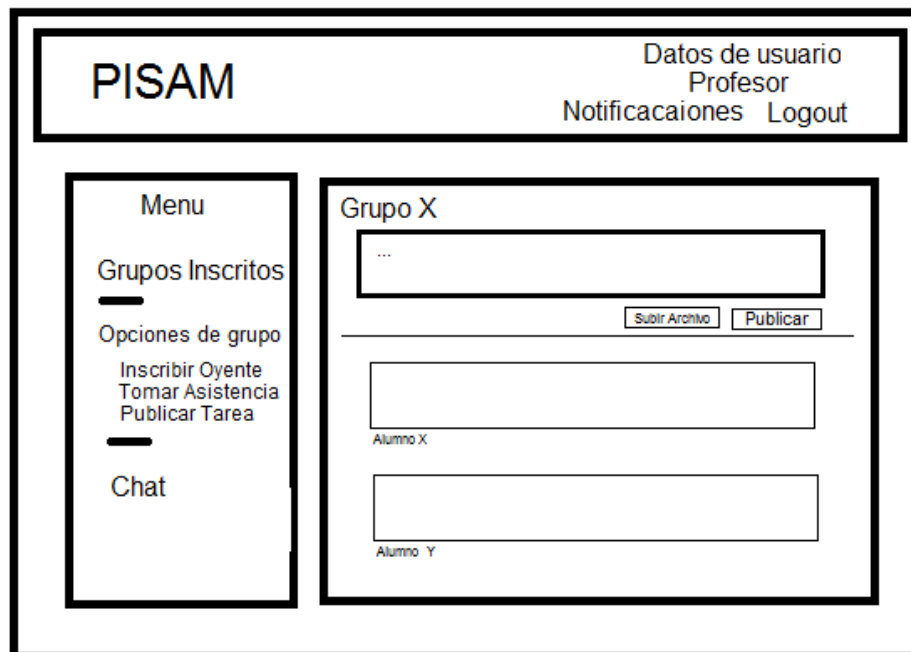 PISAM
Datos de usuario
Profesor
Notificacaiones Logout
Menu
Grupos Inscritos
Opciones de grupo
Inscribir Oyente
Tomar Asistencia
Publicar Tarea
Chat
Grupo X
...
Subir Archivo Publicar
Alumno X
Alumno Y